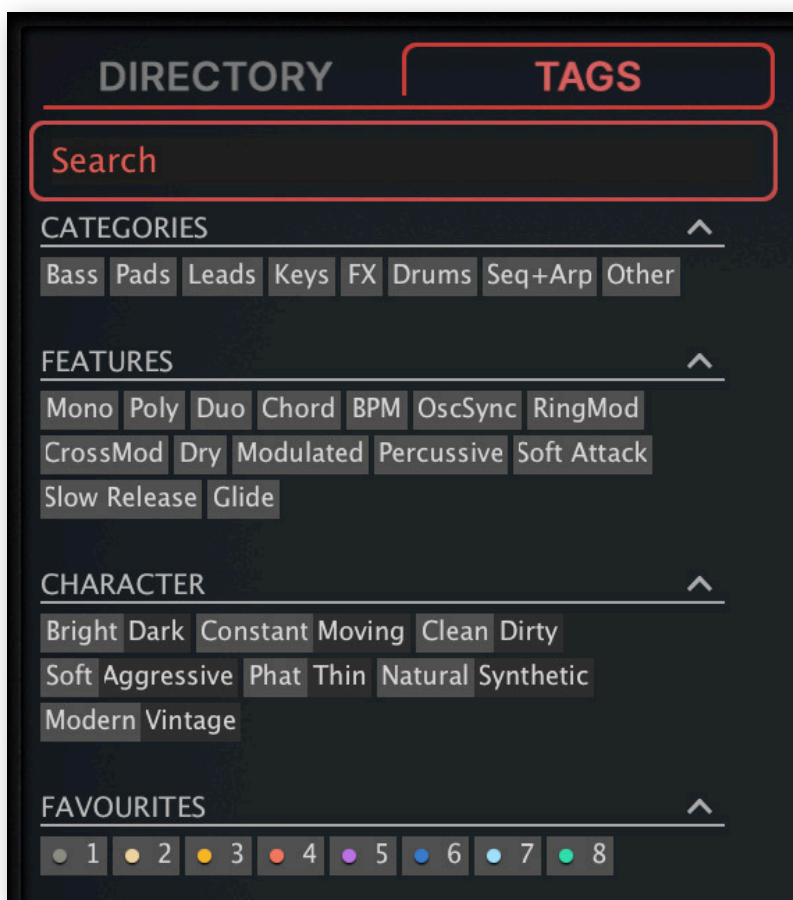 DIRECTORY TAGS
Search
CATEGORIES
Bass Pads Leads Keys FX Drums Seq+Arp Other
FEATURES
Mono Poly Duo Chord BPM OscSync RingMod
CrossMod Dry Modulated Percussive Soft Attack
Slow Release Glide
CHARACTER
Bright Dark Constant Moving Clean Dirty
Soft Aggressive Phat Thin Natural Synthetic
Modern Vintage
FAVOURITES
1 2 3 4 5 6 7 8